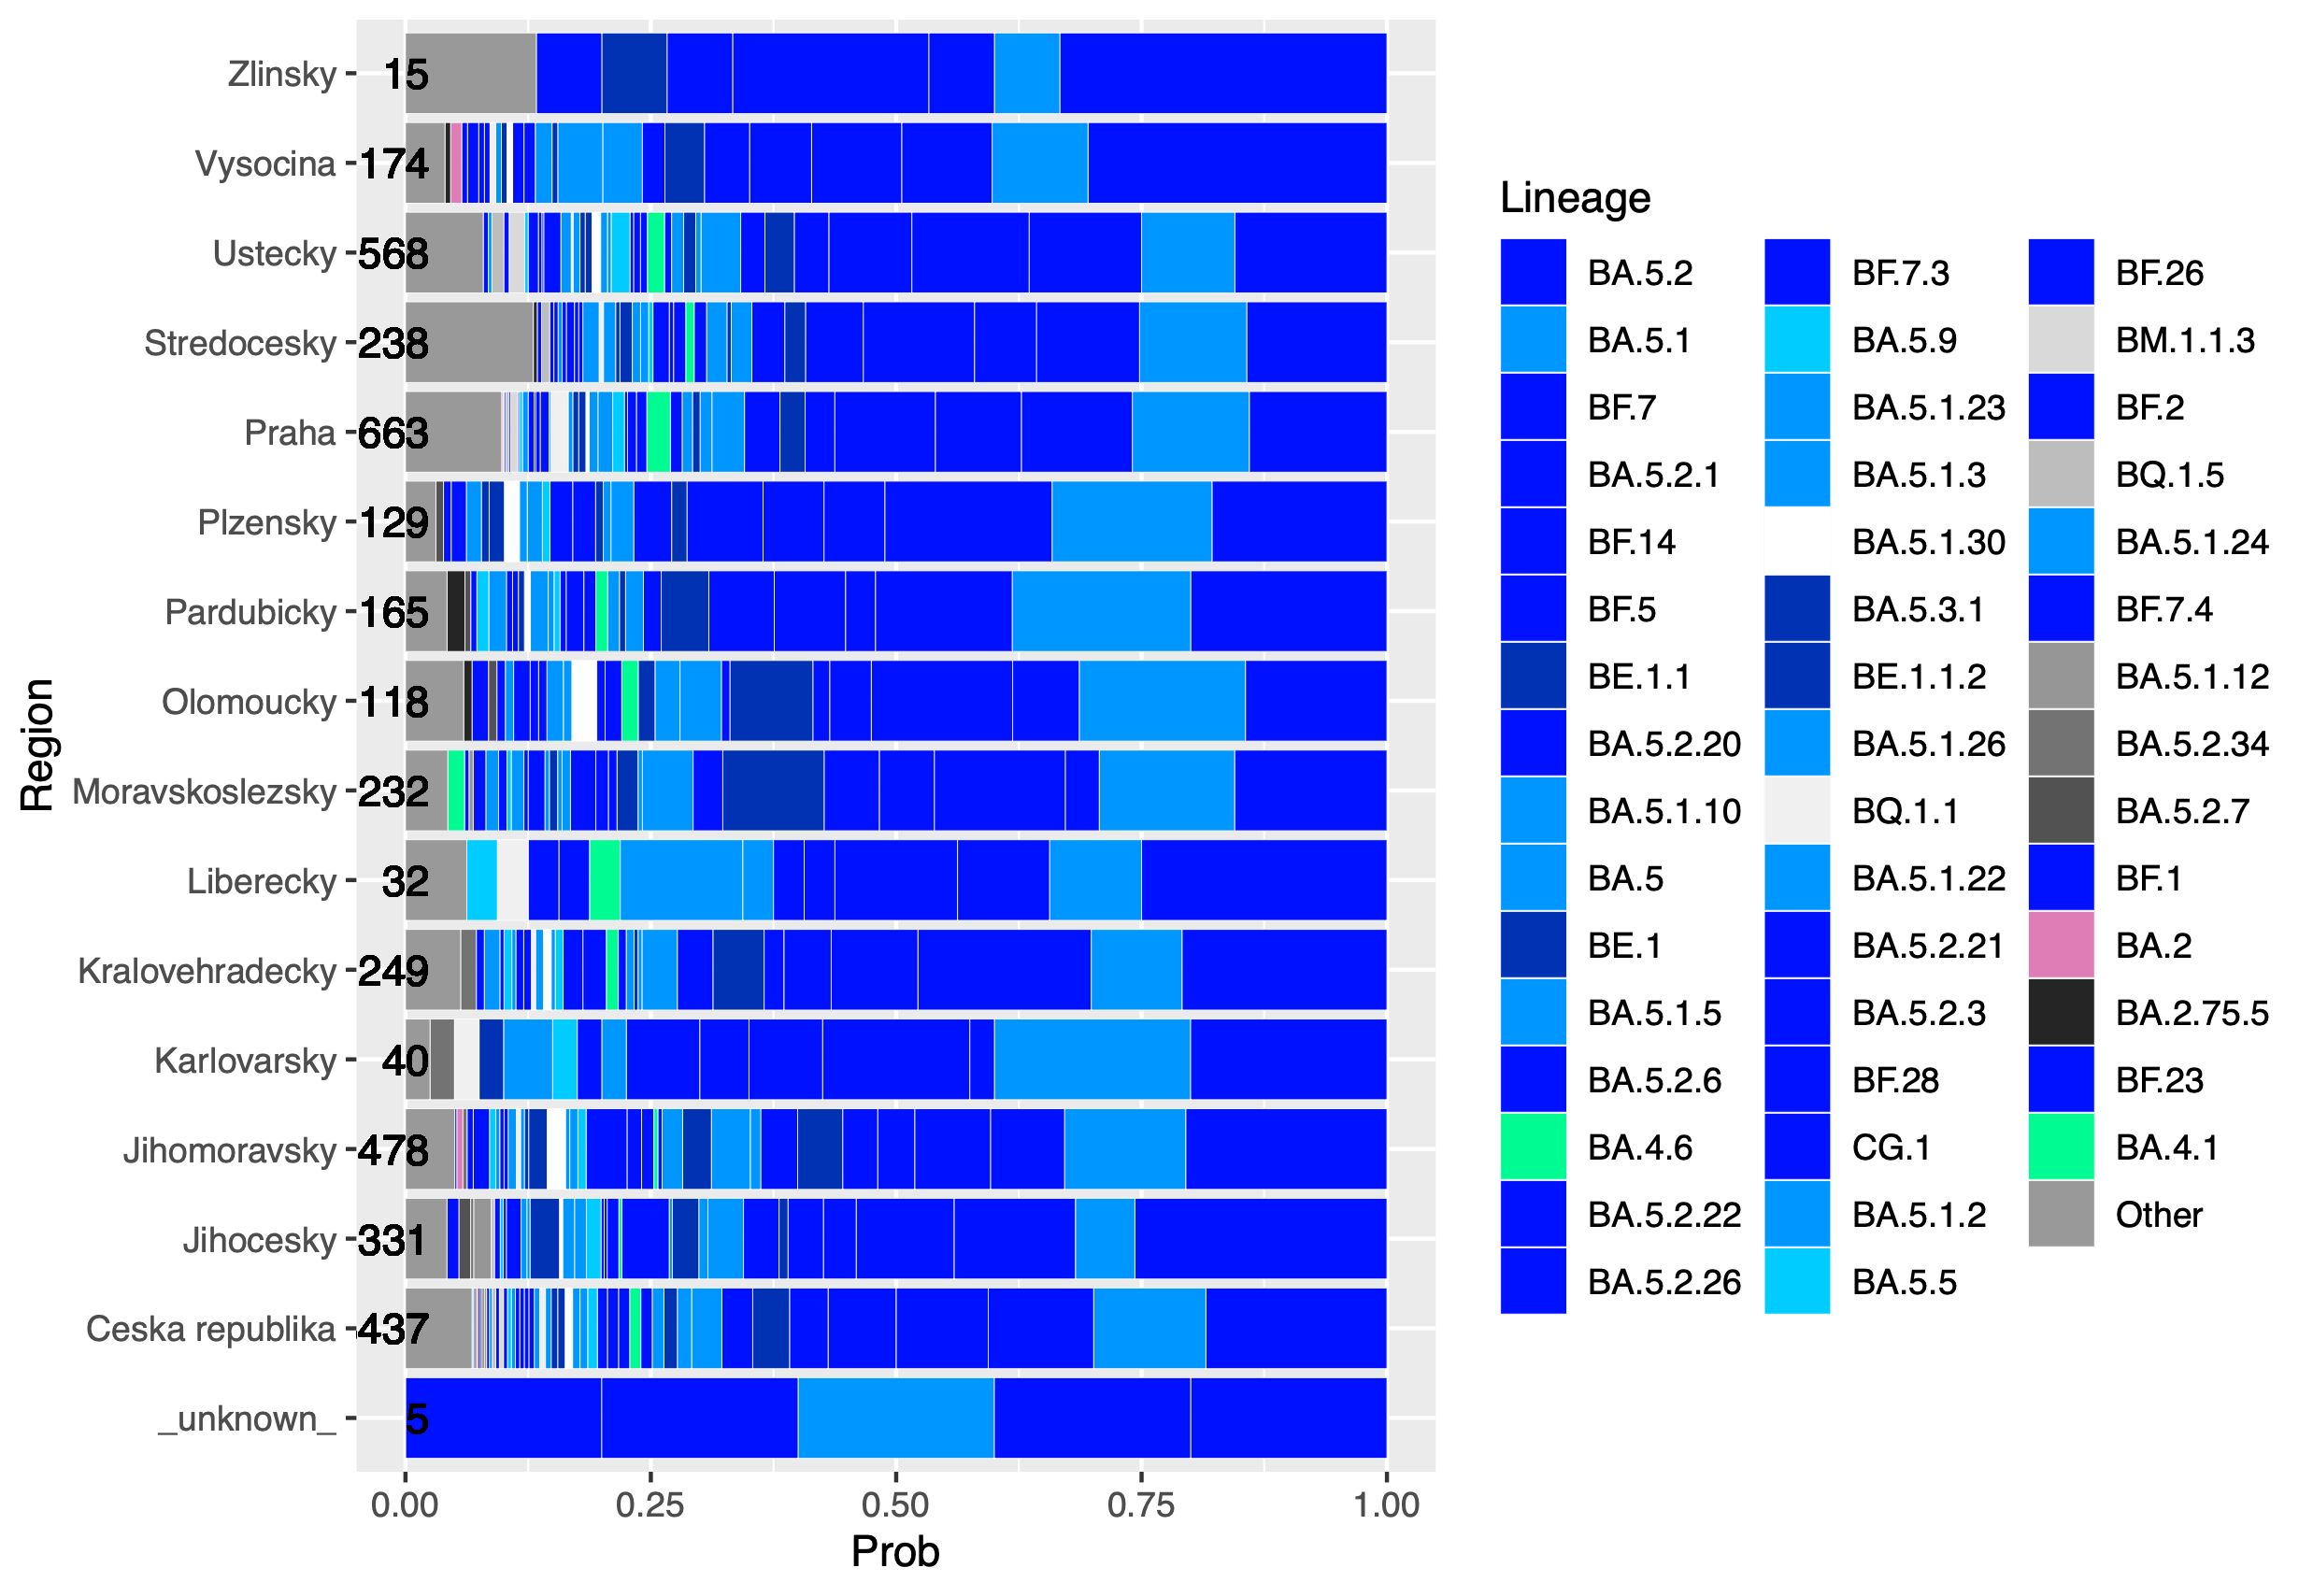 Zlinsky
15
Vysocina
174
Ustecky
568
Stredocesky
238
Praha
663
Plzensky
129
Pardubicky
165
Olomoucky
118
Moravskoslezsky
232
Liberecky
32
Kralovehradecky
249
Karlovarsky
40
Jihomoravsky
478
Jihocesky
331
Ceska republika
437
_unknown_
5
Region
0.00 0.25 0.50 0.75 1.00
Prob
Lineage
BA.5.2
BA.5.1
BF.7
BA.5.2.1
BF.14
BF.5
BE.1.1
BA.5.2.20
BA.5.1.10
BA.5
BE.1
BA.5.1.5
BA.5.2.6
BA.4.6
BA.5.2.22
BA.5.2.26
BF.7.3
BA.5.9
BA.5.1.23
BA.5.1.3
BA.5.1.30
BA.5.3.1
BE.1.1.2
BA.5.1.26
BQ.1.1
BA.5.1.22
BA.5.2.21
BA.5.2.3
BF.28
CG.1
BA.5.1.2
BA.5.5
BF.26
BM.1.1.3
BF.2
BQ.1.5
BA.5.1.24
BF.7.4
BA.5.1.12
BA.5.2.34
BA.5.2.7
BF.1
BA.2
BA.2.75.5
BF.23
BA.4.1
Other